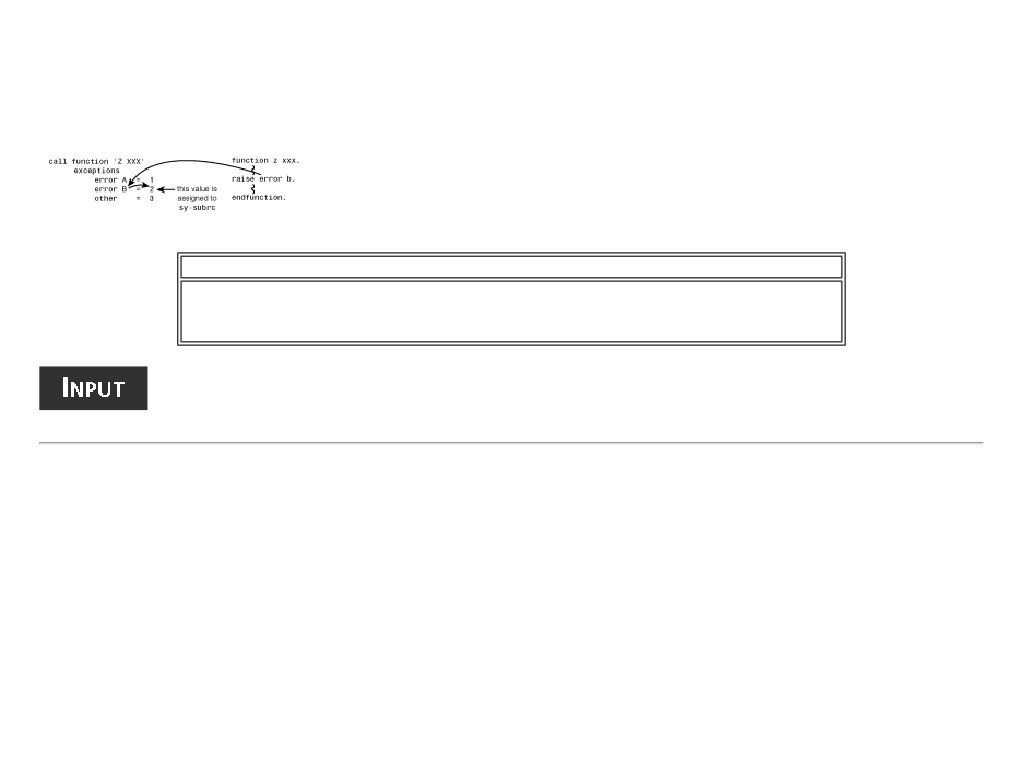 call function 'Z XXX'
exceptions
error A = 1
error B = 2
other = 3
this value is
assigned to
sy-subrc
function z xxx.
raise error b.
endfunction.
INPUT